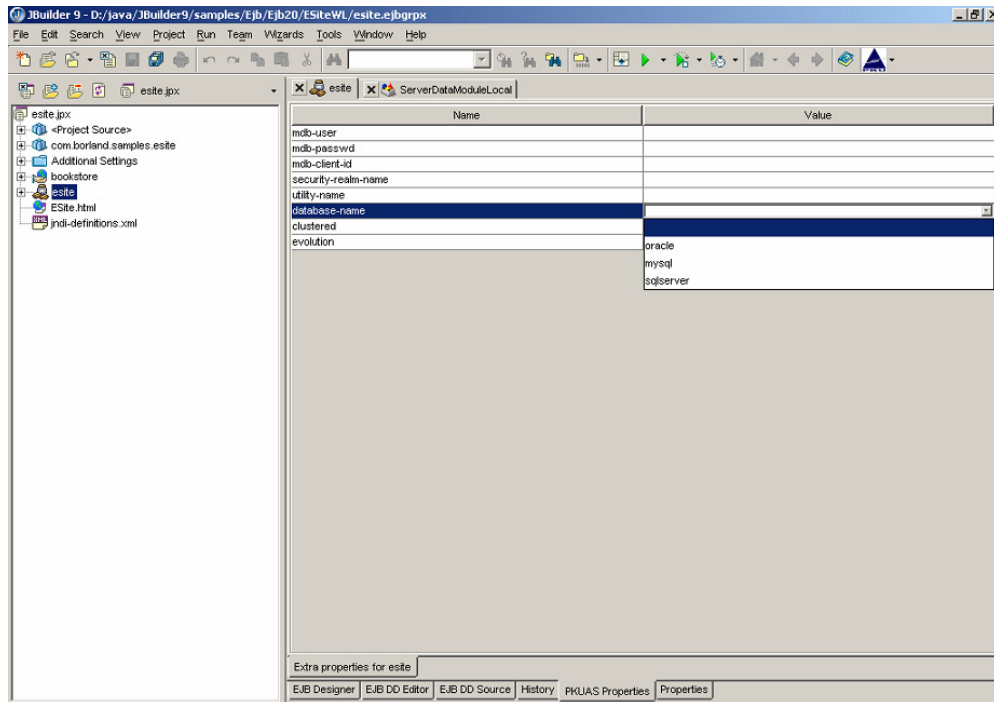 JBuilder 9 - D:/java/JBuilder9/samples/Ejb/Ejb20/ESiteWL/esite.ejbgrpx
File Edit Search View Project Run Team Wizards Tools Window Help
esite.jpx
esite
ServerDataModuleLocal
esite.jpx
<Project Source>
com.borland.samples.esite
Additional Settings
bookstore
esite
ESite.html
jndi-definitions.xml
Name Value
mdb-user
mdb-passwd
mdb-client-id
security-realm-name
utility-name
database-name
clustered
evolution
oracle
mysql
sqlserver
Extra properties for esite
EJB Designer EJB DD Editor EJB DD Source History PKUAS Properties Properties